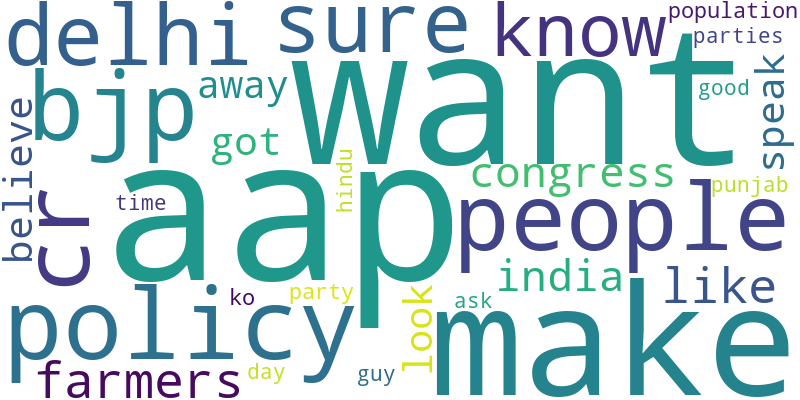 delhi
sure
know
population
parties
bjp
away
want
good
speak
believe
got
hindu
congress
punjab
cr
time
aap
people
india
like
policy
ko
party
look
ask
make
farmers
day
guy